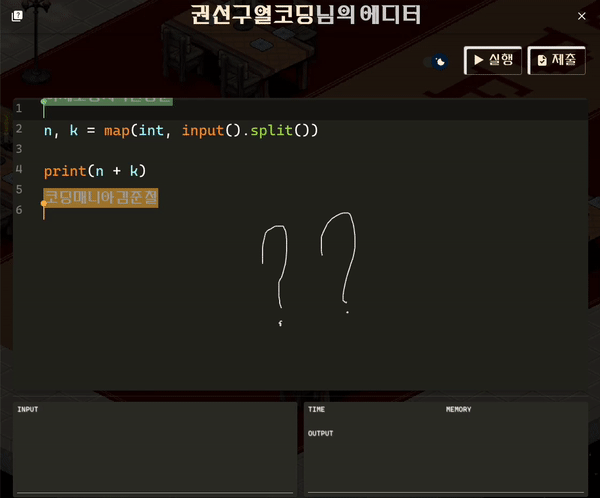 권선구열코딩님의 에디터
실행
제출
1
2 n, k = map(int, input().split())
3
4 print(n + k)
5 코딩매니아김준철
6
? ?
INPUT
TIME MEMORY
OUTPUT